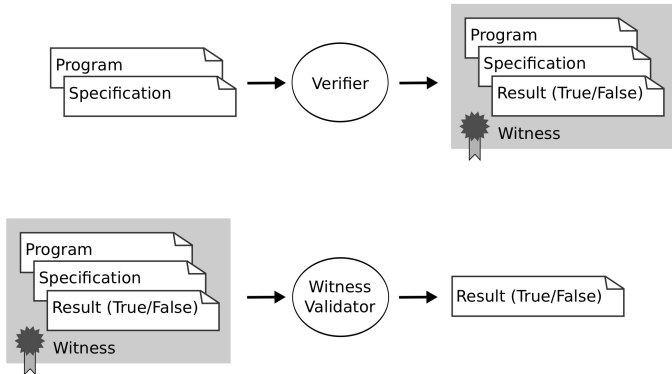 Program
Specification
Verifier
Program
Specification
Result (True/False)
Witness
Program
Specification
Result (True/False)
Witness
Witness
Validator
Result (True/False)